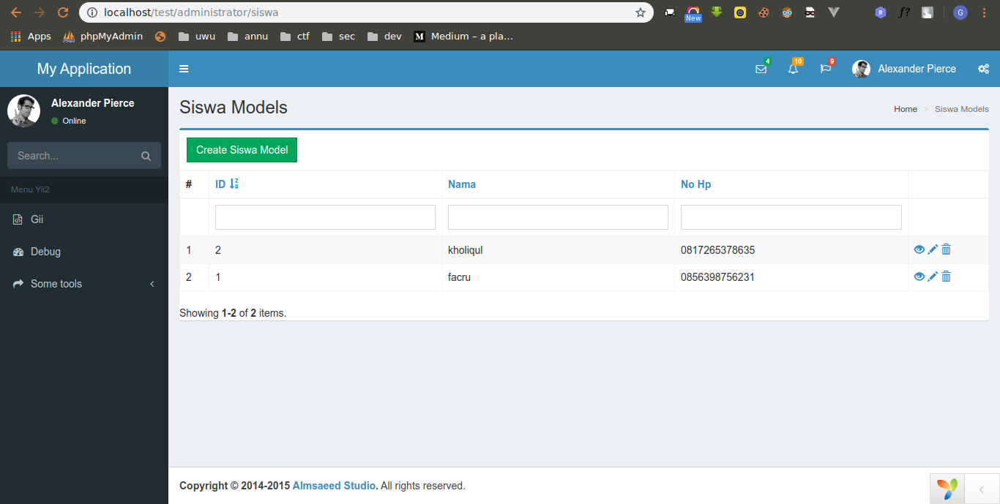 localhost/test/administrator/siswa
New
R
f?
G
Apps phpMyAdmin uwu annu ctf sec dev M Medium – a pla...
My Application
4 10 9 Alexander Pierce
Alexander Pierce
Online
Search...
Menu Yii2
Gii
Debug
Some tools
Siswa Models
Home > Siswa Models
Create Siswa Model
# ID Nama No Hp
1 2 kholiqul 0817265378635
2 1 facru 0856398756231
Showing 1-2 of 2 items.
Copyright © 2014-2015 Almsaeed Studio. All rights reserved.